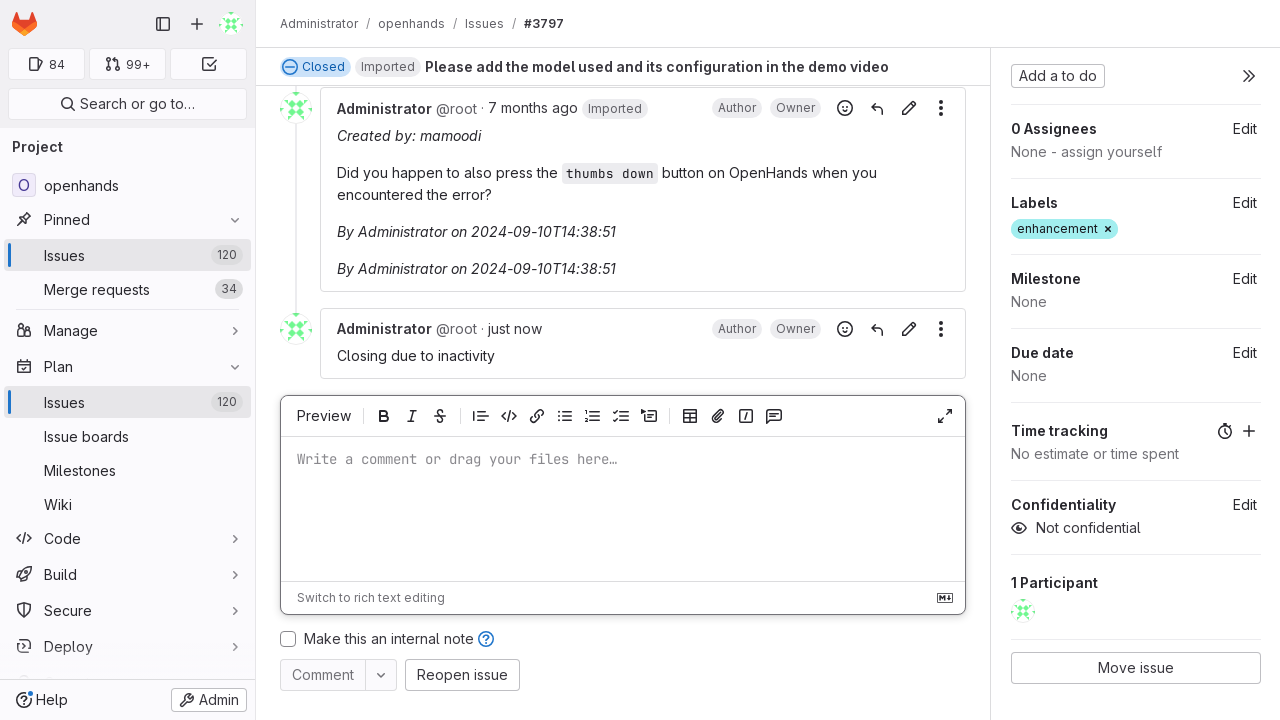 Administrator / openhands / Issues / #3797
84
99+
Search or go to…
Project
O openhands
Pinned
Issues 120
Merge requests 34
Manage
Plan
Issues 120
Issue boards
Milestones
Wiki
Code
Build
Secure
Deploy
Help
Admin
Closed Imported Please add the model used and its configuration in the demo video
Administrator @root · 7 months ago Imported Author Owner
Created by: mamoodi
Did you happen to also press the thumbs down button on OpenHands when you
encountered the error?
By Administrator on 2024-09-10T14:38:51
By Administrator on 2024-09-10T14:38:51
Administrator @root · just now Author Owner
Closing due to inactivity
Preview
Write a comment or drag your files here…
Switch to rich text editing
Make this an internal note
Comment
Reopen issue
Add a to do
0 Assignees Edit
None - assign yourself
Labels Edit
enhancement ×
Milestone Edit
None
Due date Edit
None
Time tracking
No estimate or time spent
Confidentiality Edit
Not confidential
1 Participant
Move issue